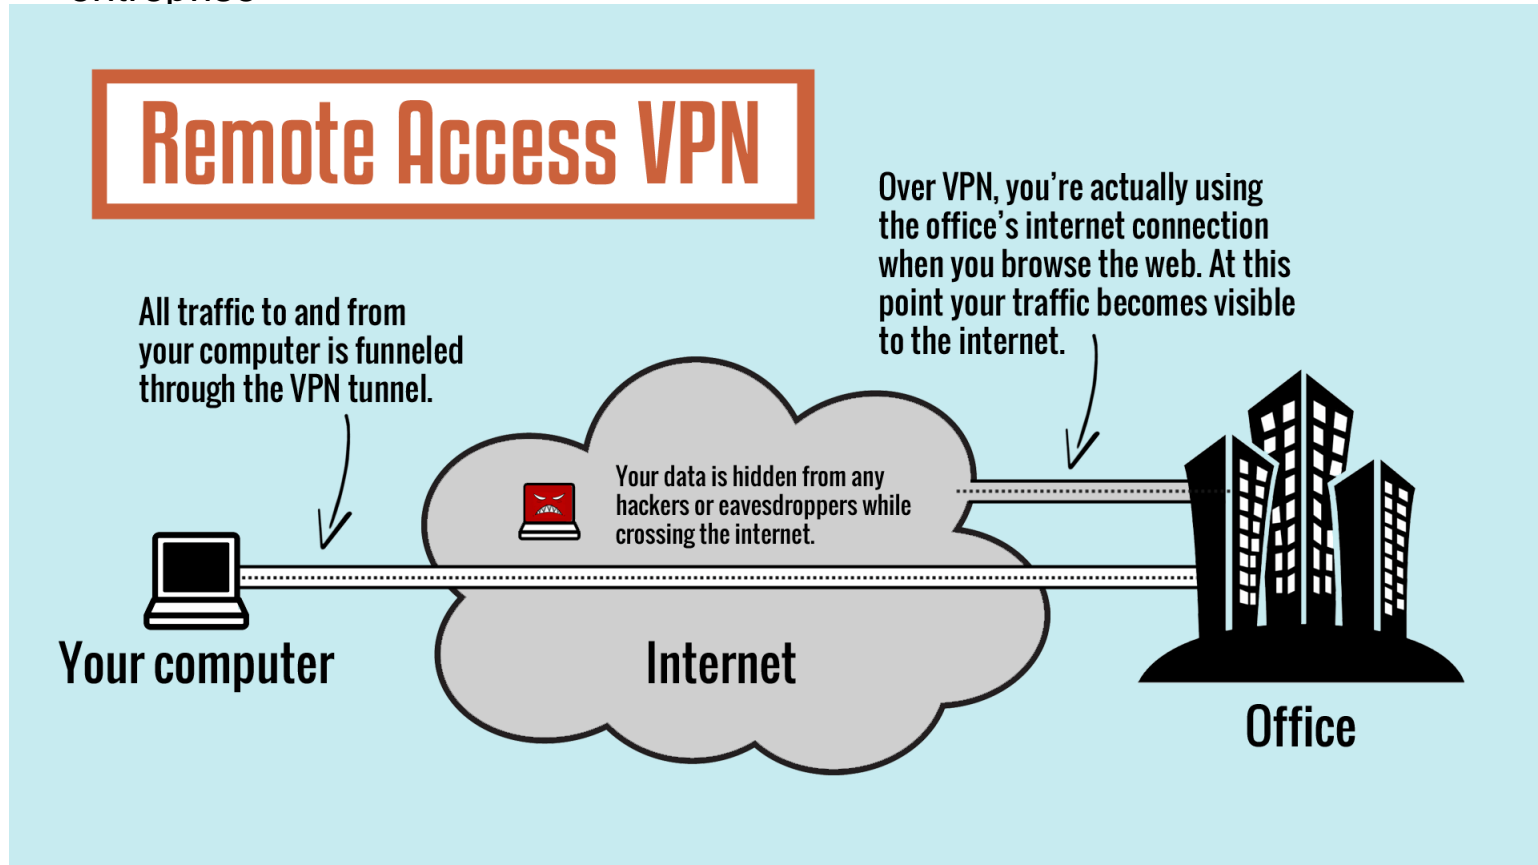 Remote Access VPN
Over VPN, you're actually using
the office's internet connection
when you browse the web. At this
point your traffic becomes visible
to the internet.
All traffic to and from
your computer is funneled
through the VPN tunnel.
Your data is hidden from any
hackers or eavesdroppers while
crossing the internet.
Your computer
Internet
Office